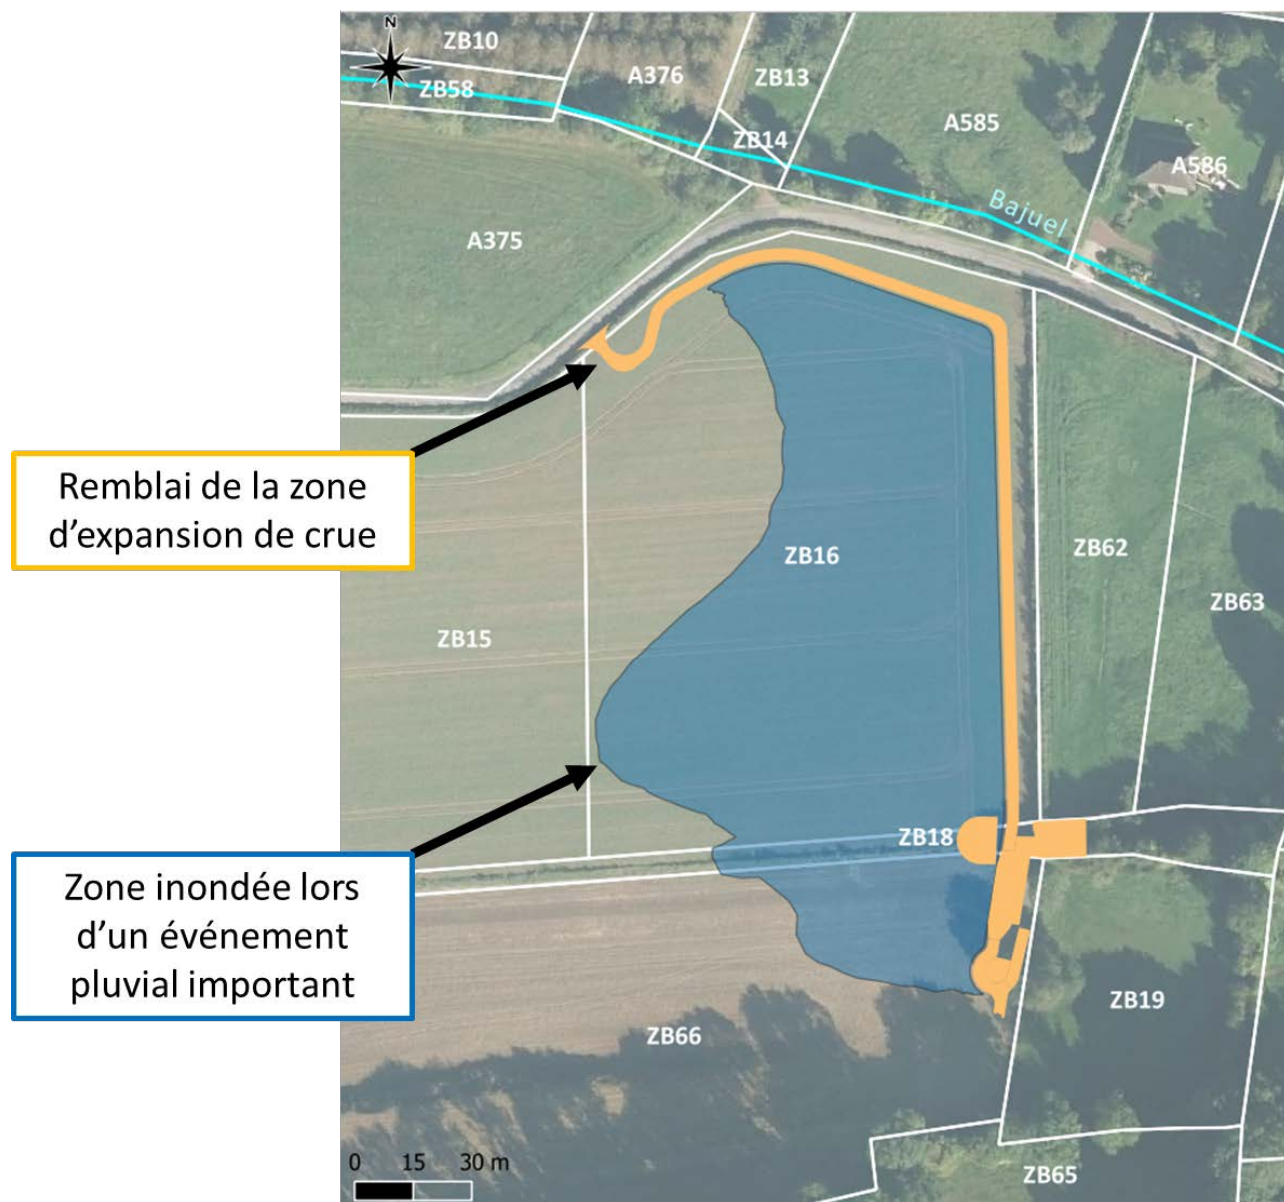 N
ZB10
A376
ZB13
ZB58
ZB14
A585
A586
Bajuel
A375
Remblai de la zone
d’expansion de crue
ZB16
ZB62
ZB63
ZB15
ZB18
Zone inondée lors
d’un événement
pluvial important
ZB19
ZB66
0 15 30 m
ZB65